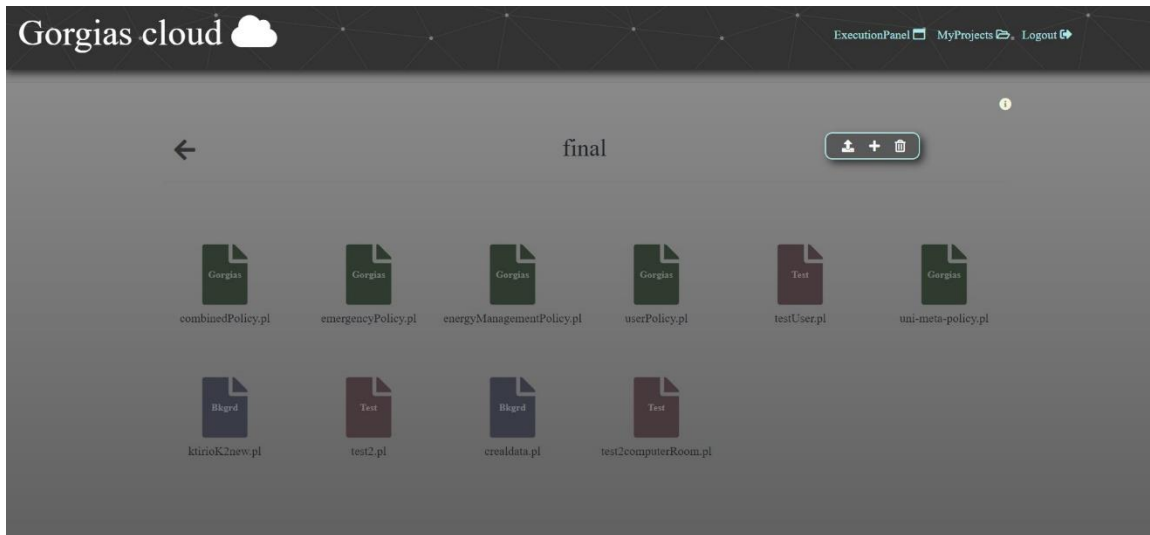 Gorgias cloud
ExecutionPanel MyProjects Logout
final
Gorgias Gorgias Gorgias Gorgias Test Gorgias
combinedPolicy.pl emergencyPolicy.pl energyManagementPolicy.pl userPolicy.pl testUser.pl uni-meta-policy.pl
Bkgrd Test Bkgrd Test
ktirioK2new.pl test2.pl crealdata.pl test2computerRoom.pl